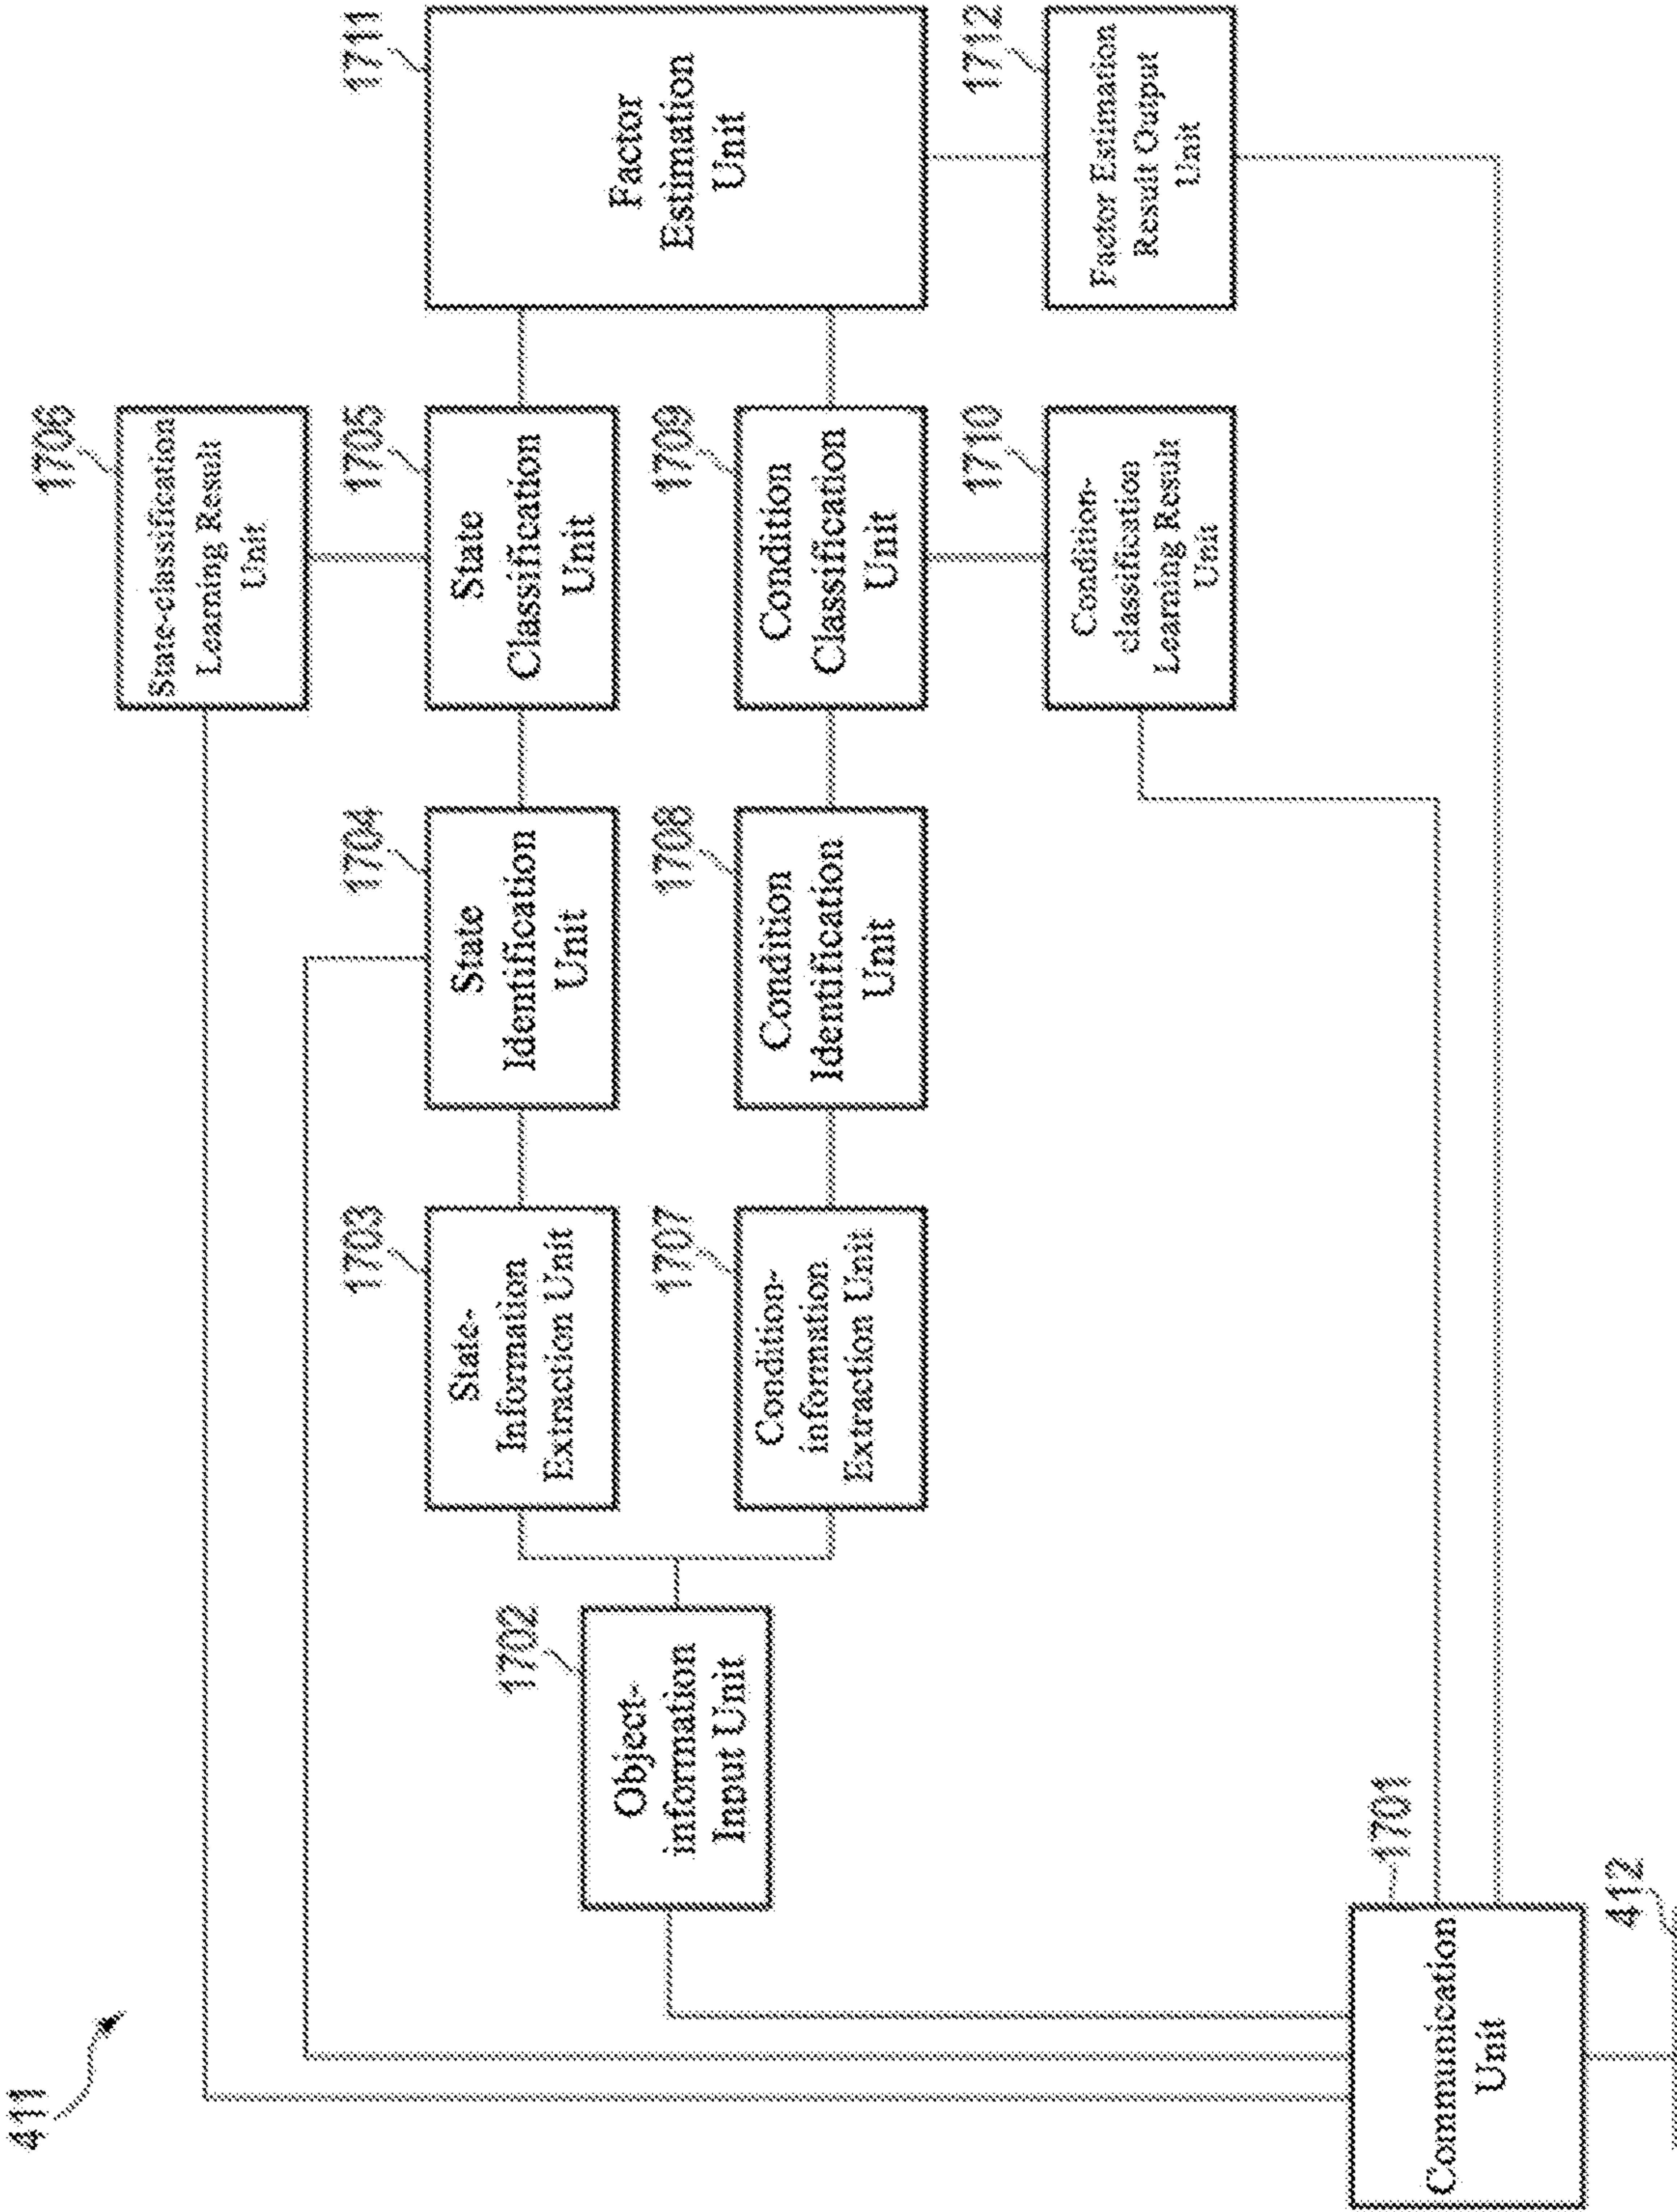 411
1706
State-classification
Learning Result
Unit
1703
State-
Information
Extraction Unit
1704
State
Identification
Unit
1705
State
Classification
Unit
1711
Factor
Estimation
Unit
1702
Object-
information
Input Unit
1707
Condition-
information
Extraction Unit
1708
Condition
Identification
Unit
1709
Condition
Classification
Unit
1710
Condition-
classification
Learning Result
Unit
1712
Factor Estimation
Result Output
Unit
1701
Communication
Unit
412